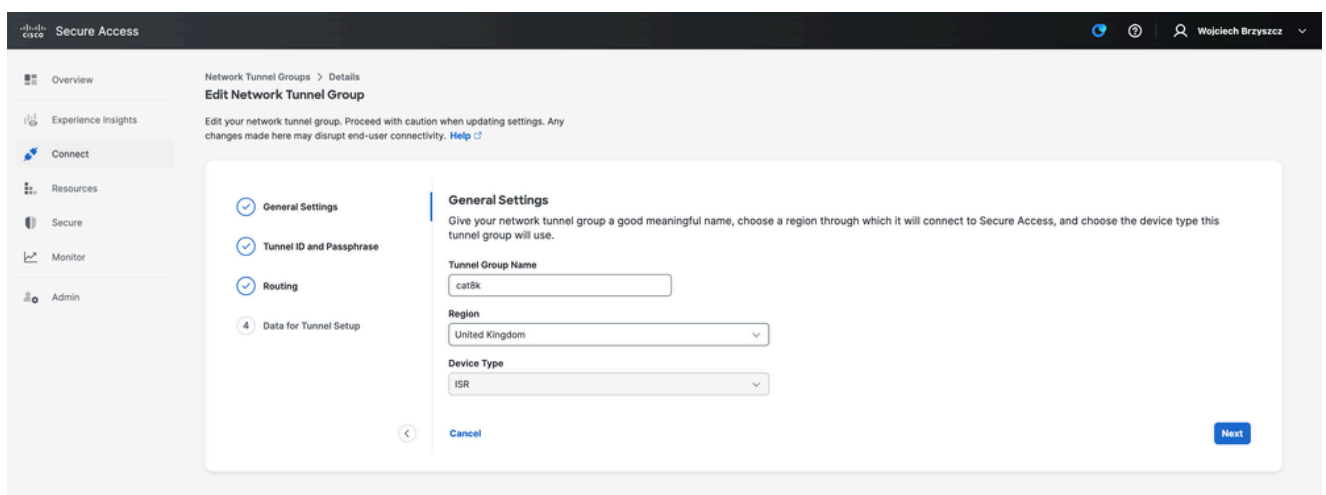 cisco Secure Access
Wojciech Brzyszcz
Overview
Experience Insights
Connect
Resources
Secure
Monitor
Admin
Network Tunnel Groups > Details
Edit Network Tunnel Group
Edit your network tunnel group. Proceed with caution when updating settings. Any
changes made here may disrupt end-user connectivity. Help
General Settings
Tunnel ID and Passphrase
Routing
4 Data for Tunnel Setup
General Settings
Give your network tunnel group a good meaningful name, choose a region through which it will connect to Secure Access, and choose the device type this
tunnel group will use.
Tunnel Group Name
cat8k
Region
United Kingdom
Device Type
ISR
Cancel
Next